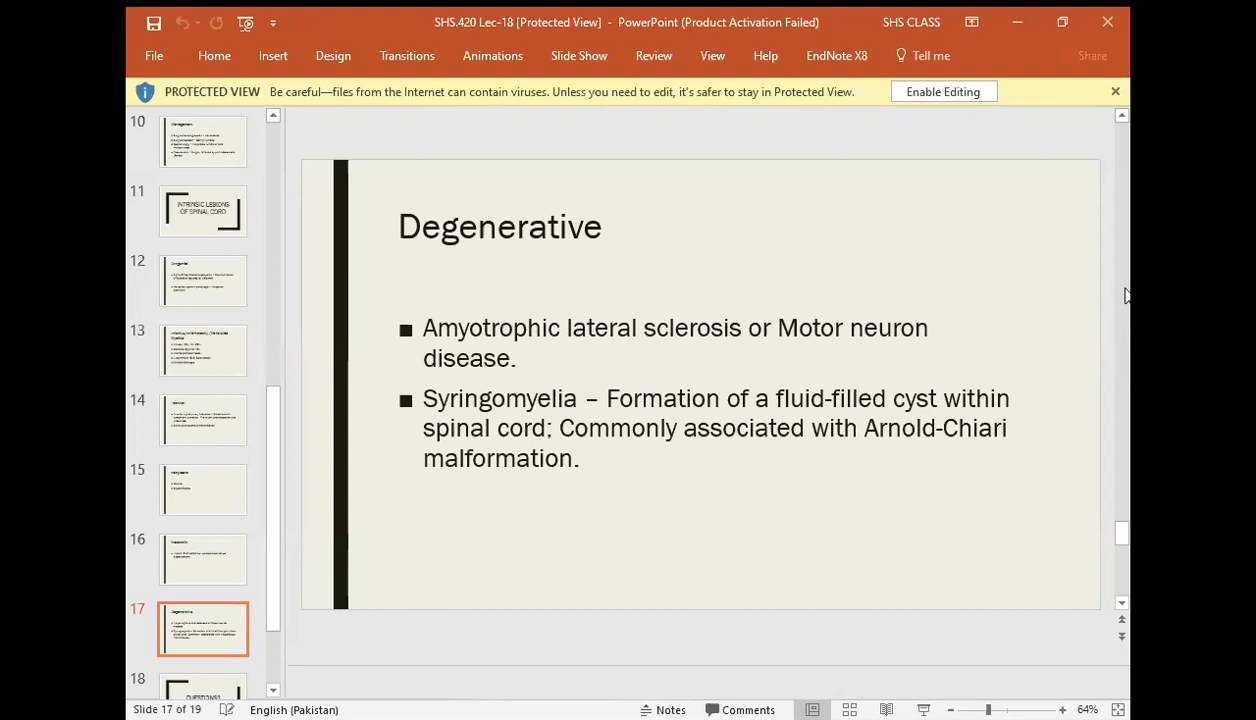 SHS.420 Lec-18 [Protected View] - PowerPoint (Product Activation Failed) SHS CLASS
File Home Insert Design Transitions Animations Slide Show Review View Help EndNote X8 Tell me Share
PROTECTED VIEW Be careful—files from the Internet can contain viruses. Unless you need to edit, it's safer to stay in Protected View. Enable Editing
10
Management
11
INTRINSIC LESIONS
OF SPINAL CORD
12
Congenital
13
14
15
16
17
Degenerative
18
QUESTIONS?
Degenerative
■ Amyotrophic lateral sclerosis or Motor neuron
disease.
■ Syringomyelia – Formation of a fluid-filled cyst within
spinal cord; Commonly associated with Arnold-Chiari
malformation.
Slide 17 of 19 English (Pakistan) Notes Comments 64%